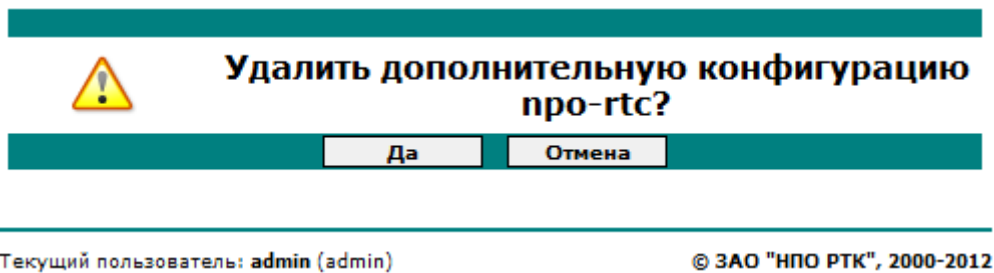 Удалить дополнительную конфигурацию
npo-rtc?
Да Отмена
Текущий пользователь: admin (admin) © ЗАО "НПО РТК", 2000-2012